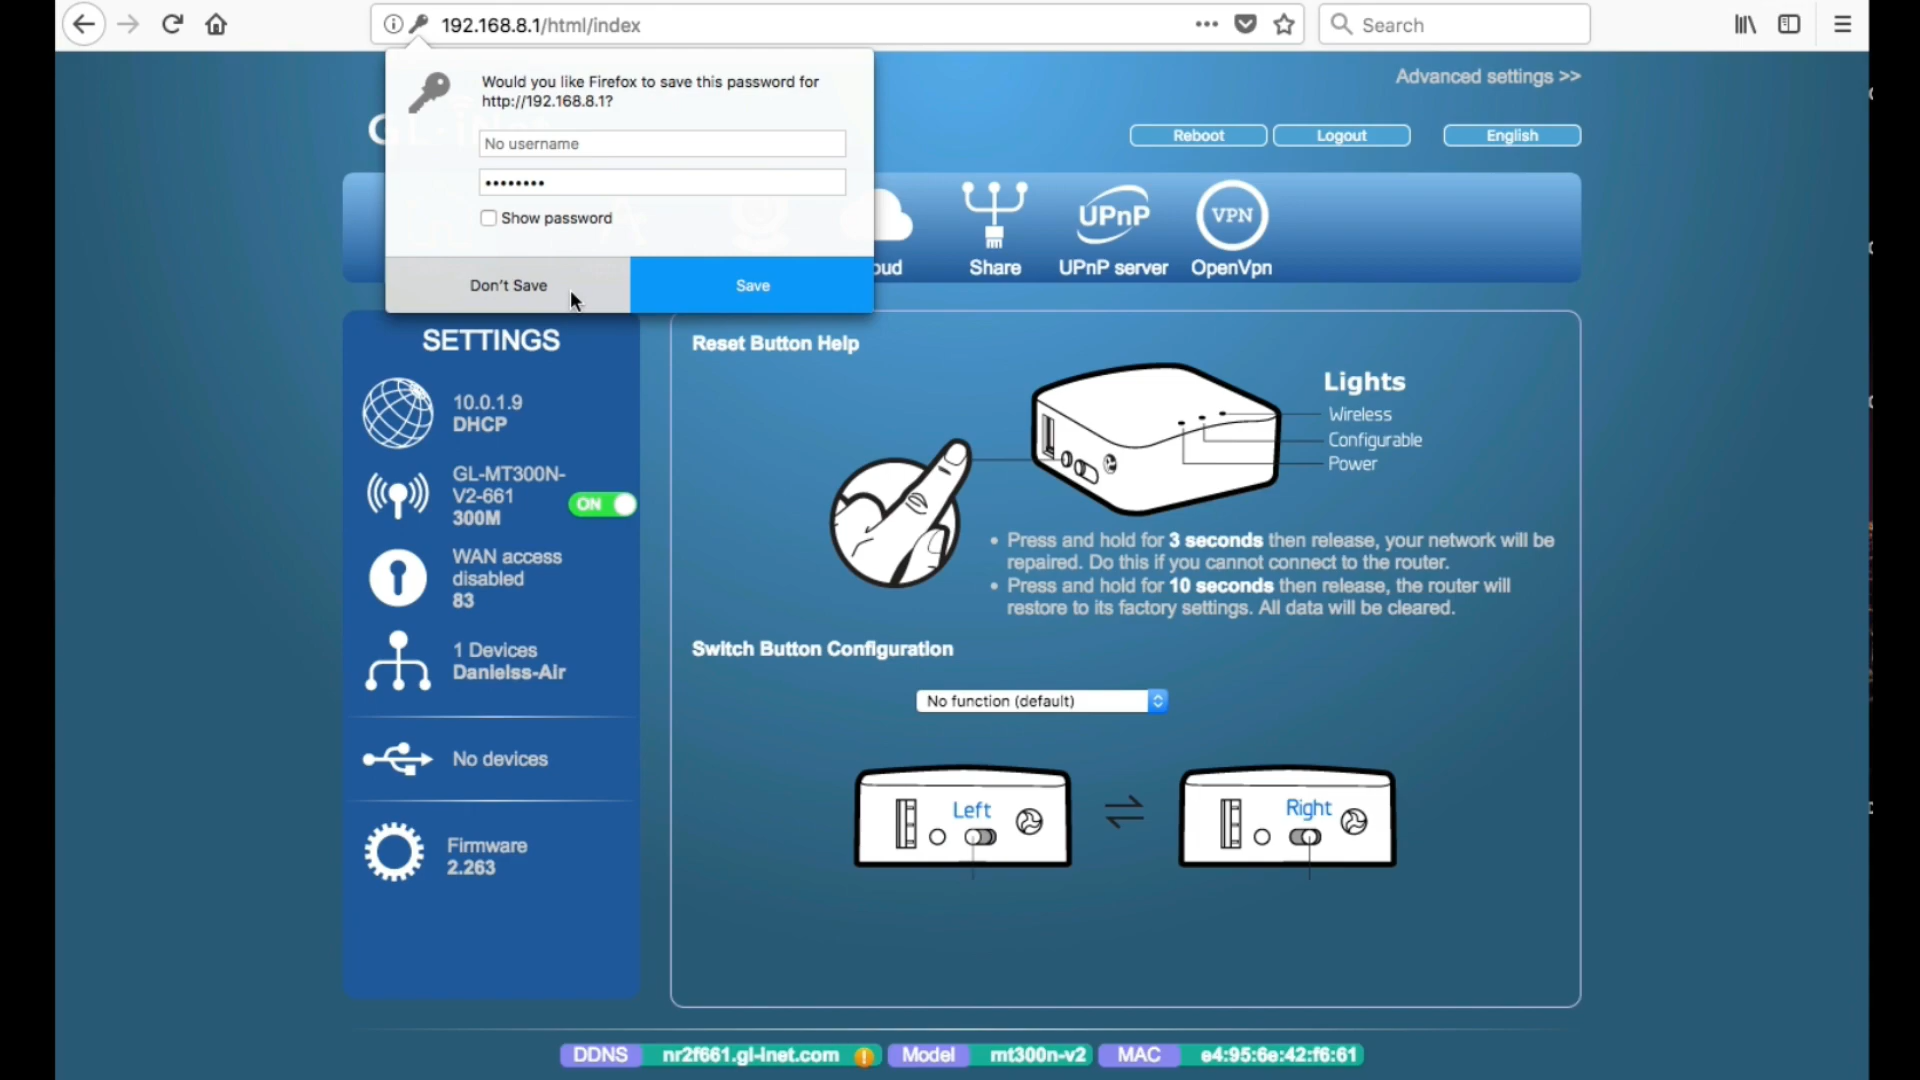 192.168.8.1/html/index
Search
Would you like Firefox to save this password for
http://192.168.8.1?
No username
••••••••
Show password
Don't Save
Save
Advanced settings >>
Reboot
Logout
English
Share
UPnP
UPnP server
VPN
OpenVpn
SETTINGS
10.0.1.9
DHCP
GL-MT300N-
V2-661
300M
ON
WAN access
disabled
83
1 Devices
Danielss-Air
No devices
Firmware
2.263
Reset Button Help
Lights
Wireless
Configurable
Power
• Press and hold for 3 seconds then release, your network will be
repaired. Do this if you cannot connect to the router.
• Press and hold for 10 seconds then release, the router will
restore to its factory settings. All data will be cleared.
Switch Button Configuration
No function (default)
Left
Right
DDNS nr2f661.gl-inet.com Model mt300n-v2 MAC e4:95:6e:42:f6:61